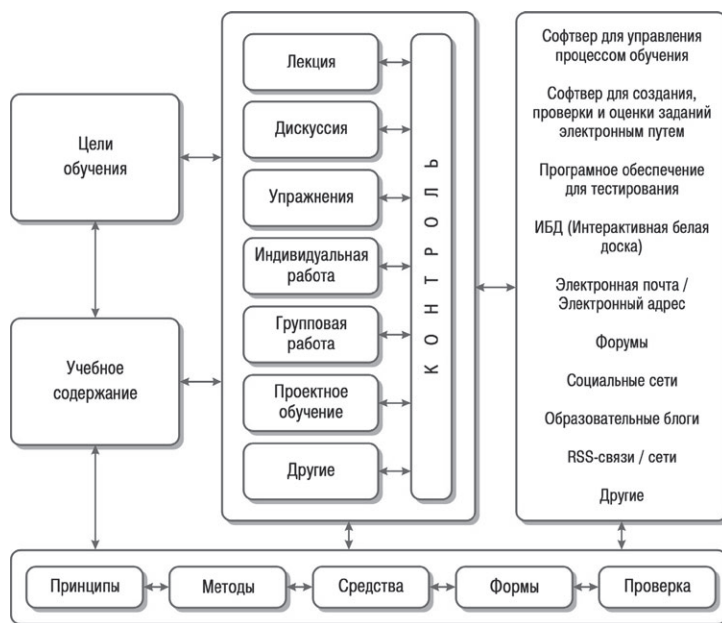 Цели
обучения
Учебное
содержание
Лекция
Дискуссия
Упражнения
Индивидуальная
работа
Групповая
работа
Проектное
обучение
Другие
КОНТРОЛЬ
Софтвер для управления
процессом обучения
Софтвер для создания,
проверки и оценки заданий
электронным путем
Програмное обеспечение
для тестирования
ИБД (Интерактивная белая
доска)
Электронная почта /
Электронный адрес
Форумы
Социальные сети
Образовательные блоги
RSS-связи / сети
Другие
Принципы
Методы
Средства
Формы
Проверка